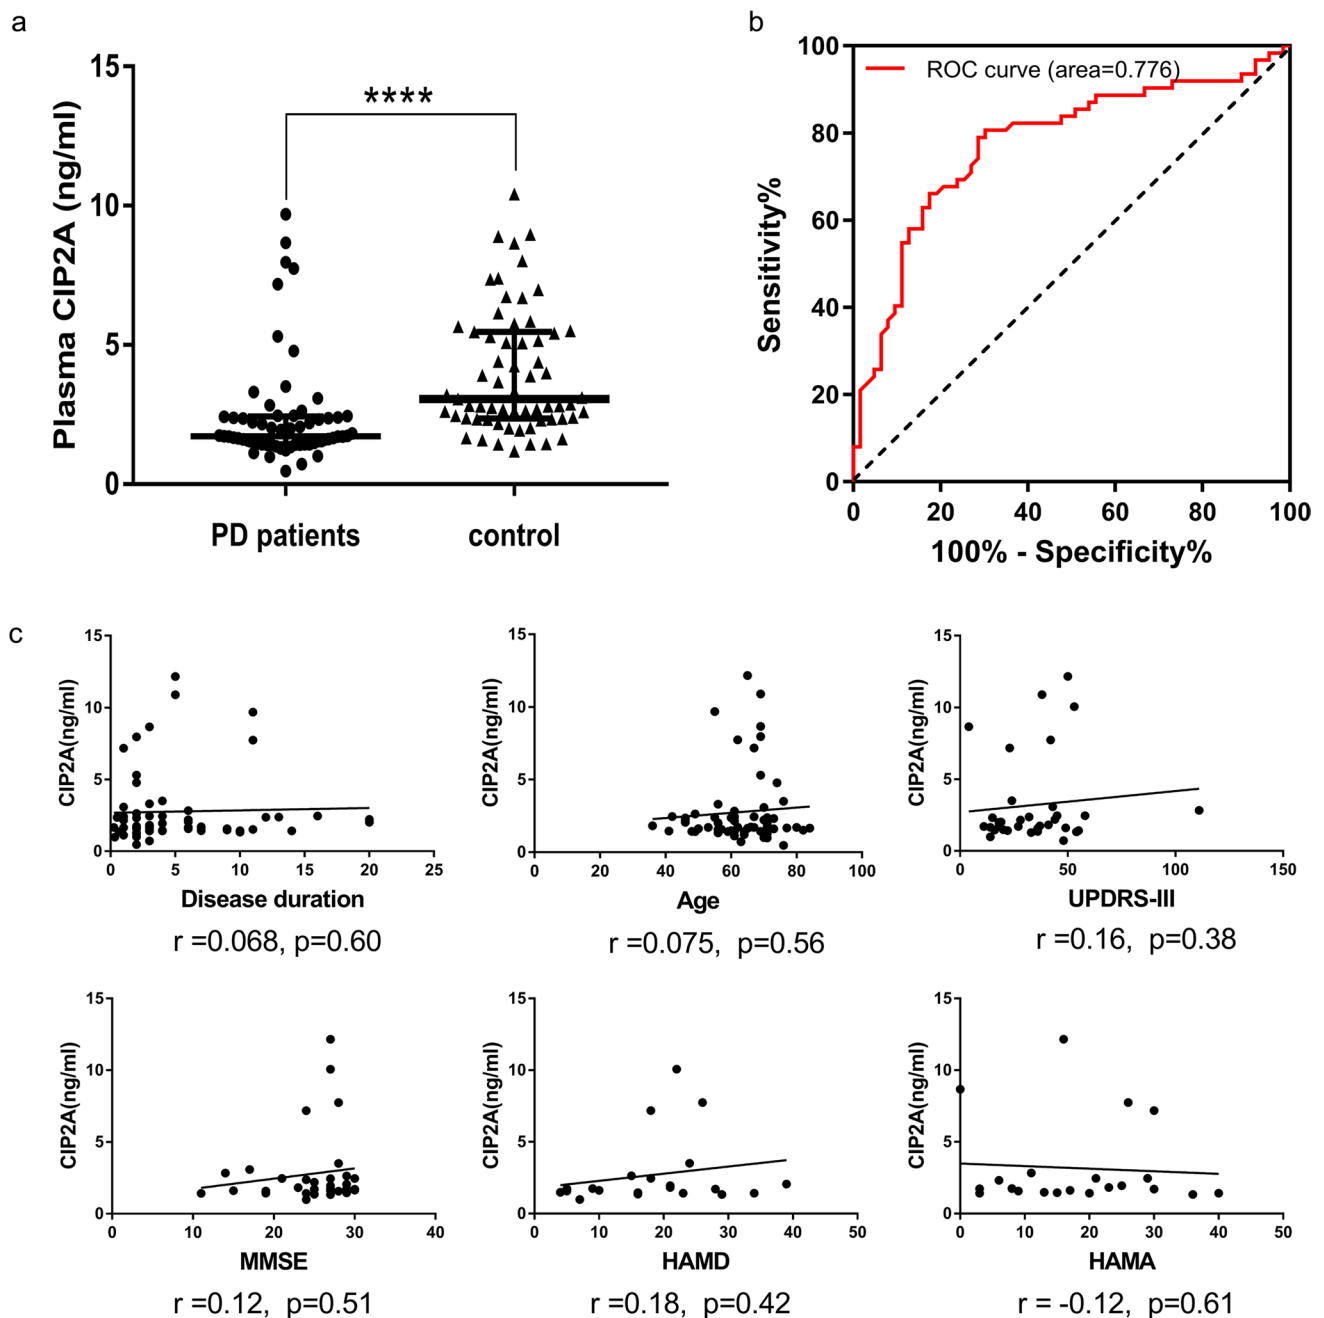 a
15
10
5
0
Plasma CIP2A (ng/ml)
****
PD patients
control
b
100
80
60
40
20
0
Sensitivity%
ROC curve (area=0.776)
0 20 40 60 80 100
100% - Specificity%
c
15
10
5
0
CIP2A(ng/ml)
0 5 10 15 20 25
Disease duration
r =0.068, p=0.60
15
10
5
0
CIP2A(ng/ml)
0 20 40 60 80 100
Age
r =0.075, p=0.56
15
10
5
0
CIP2A(ng/ml)
0 50 100 150
UPDRS-III
r =0.16, p=0.38
15
10
5
0
CIP2A(ng/ml)
0 10 20 30 40
MMSE
r =0.12, p=0.51
15
10
5
0
CIP2A(ng/ml)
0 10 20 30 40 50
HAMD
r =0.18, p=0.42
15
10
5
0
CIP2A(ng/ml)
0 10 20 30 40 50
HAMA
r = -0.12, p=0.61